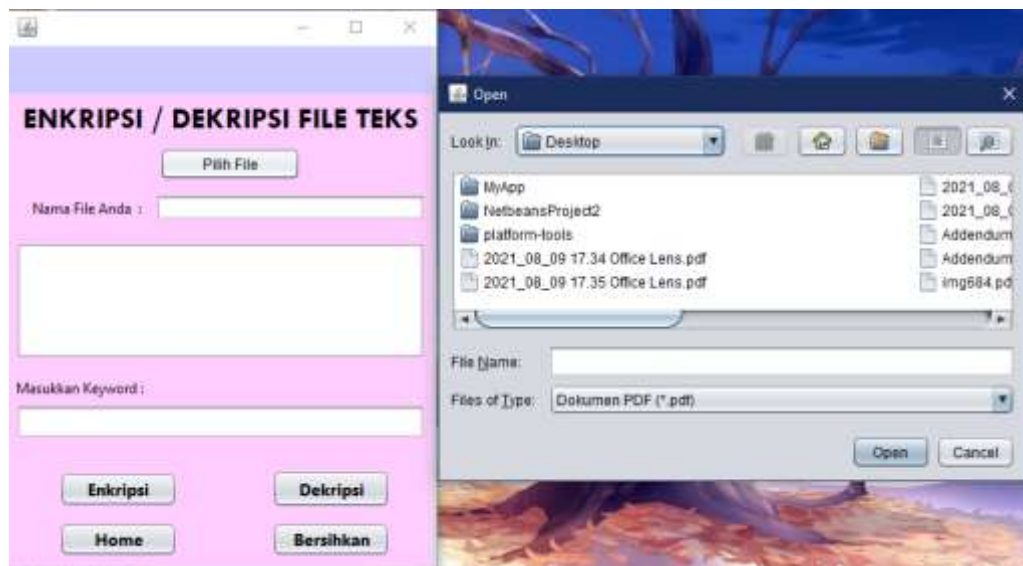 ENKRIPSI / DEKRIPSI FILE TEKS
Pilih File
Nama File Anda :
Masukkan Keyword :
Enkripsi
Dekripsi
Home
Bersihkan
Open
Look In:
Desktop
MyApp
NetbeansProject2
platform-tools
2021_08_09 17.34 Office Lens.pdf
2021_08_09 17.35 Office Lens.pdf
2021_08_
2021_08_
Addendum
Addendum
img684.pd
File Name:
Files of Type:
Dokumen PDF (*.pdf)
Open
Cancel